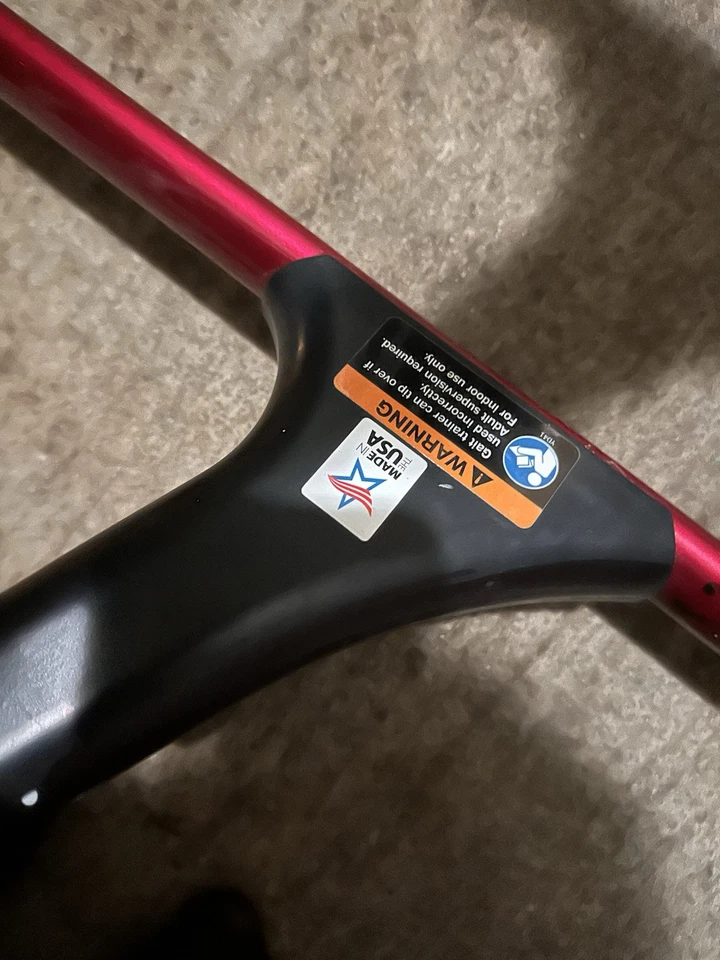 ⚠ WARNING
Gait trainer can tip over if
used incorrectly.
Adult supervision required.
For indoor use only.
YD41
MADE IN
THE USA